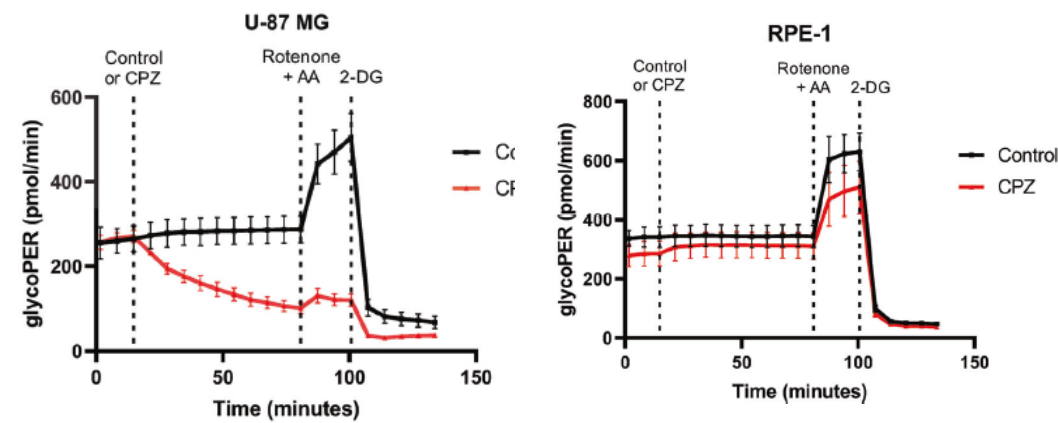 U-87 MG
Control
or CPZ
Rotenone
+ AA
2-DG
600
400
200
0
0
50
100
150
glycoPER (pmol/min)
Time (minutes)
RPE-1
Control
or CPZ
Rotenone
+ AA
2-DG
800
600
400
200
0
0
50
100
150
glycoPER (pmol/min)
Time (minutes)
Control
CPZ